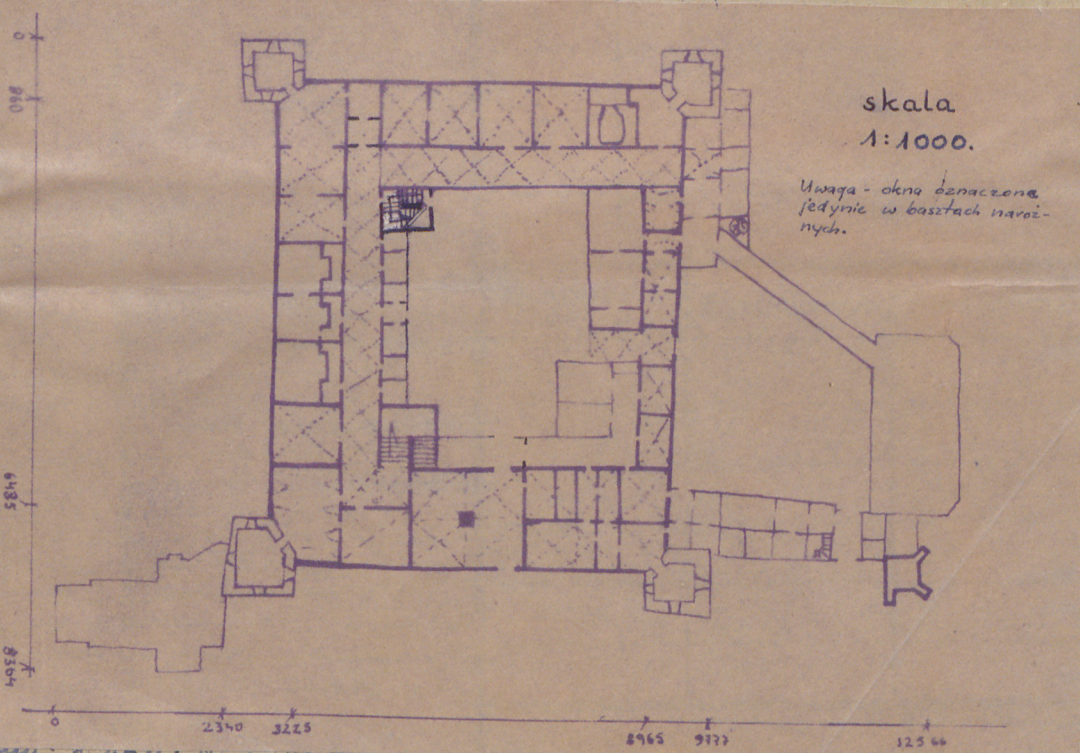 skala
1:1000.
Uwaga - okna oznaczone
jedynie w basztach naroż-
nych.
0
860
6435
8304
0
2340
3225
8965
9777
12566